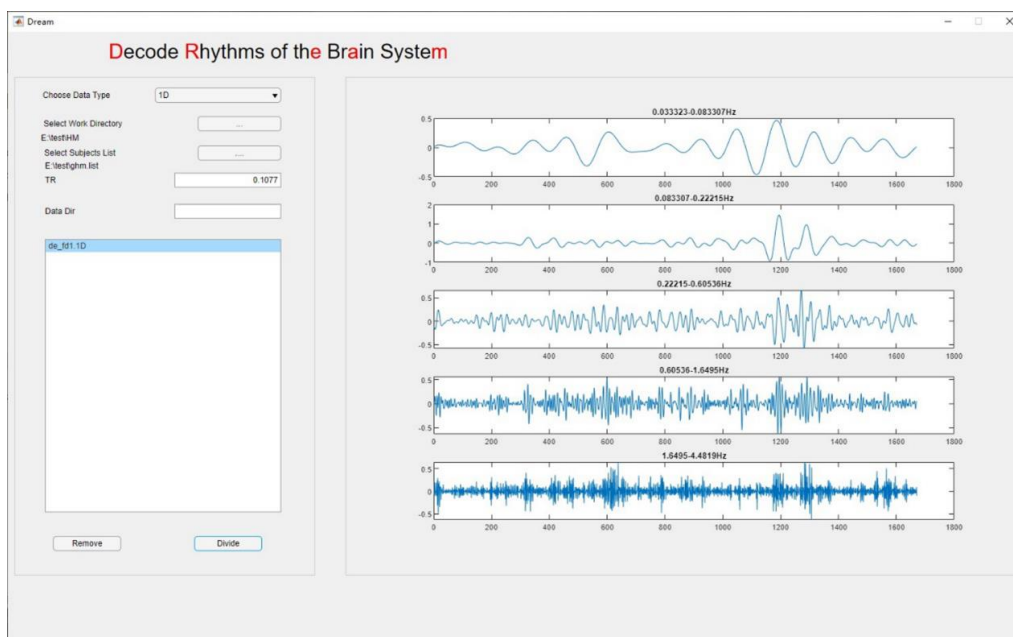 Dream
Decode Rhythms of the Brain System
Choose Data Type
1D
Select Work Directory
...
E:\test\HM
Select Subjects List
....
E:\test\ghm.list
TR
0.1077
Data Dir
de_fd1.1D
Remove
Divide
0.033323-0.083307Hz
0.5
0
-0.5
0 200 400 600 800 1000 1200 1400 1600 1800
0.083307-0.22215Hz
2
1
0
-1
0 200 400 600 800 1000 1200 1400 1600 1800
0.22215-0.60536Hz
0.5
0
-0.5
0 200 400 600 800 1000 1200 1400 1600 1800
0.60536-1.6495Hz
0.5
0
-0.5
0 200 400 600 800 1000 1200 1400 1600 1800
1.6495-4.4819Hz
0.5
0
-0.5
0 200 400 600 800 1000 1200 1400 1600 1800